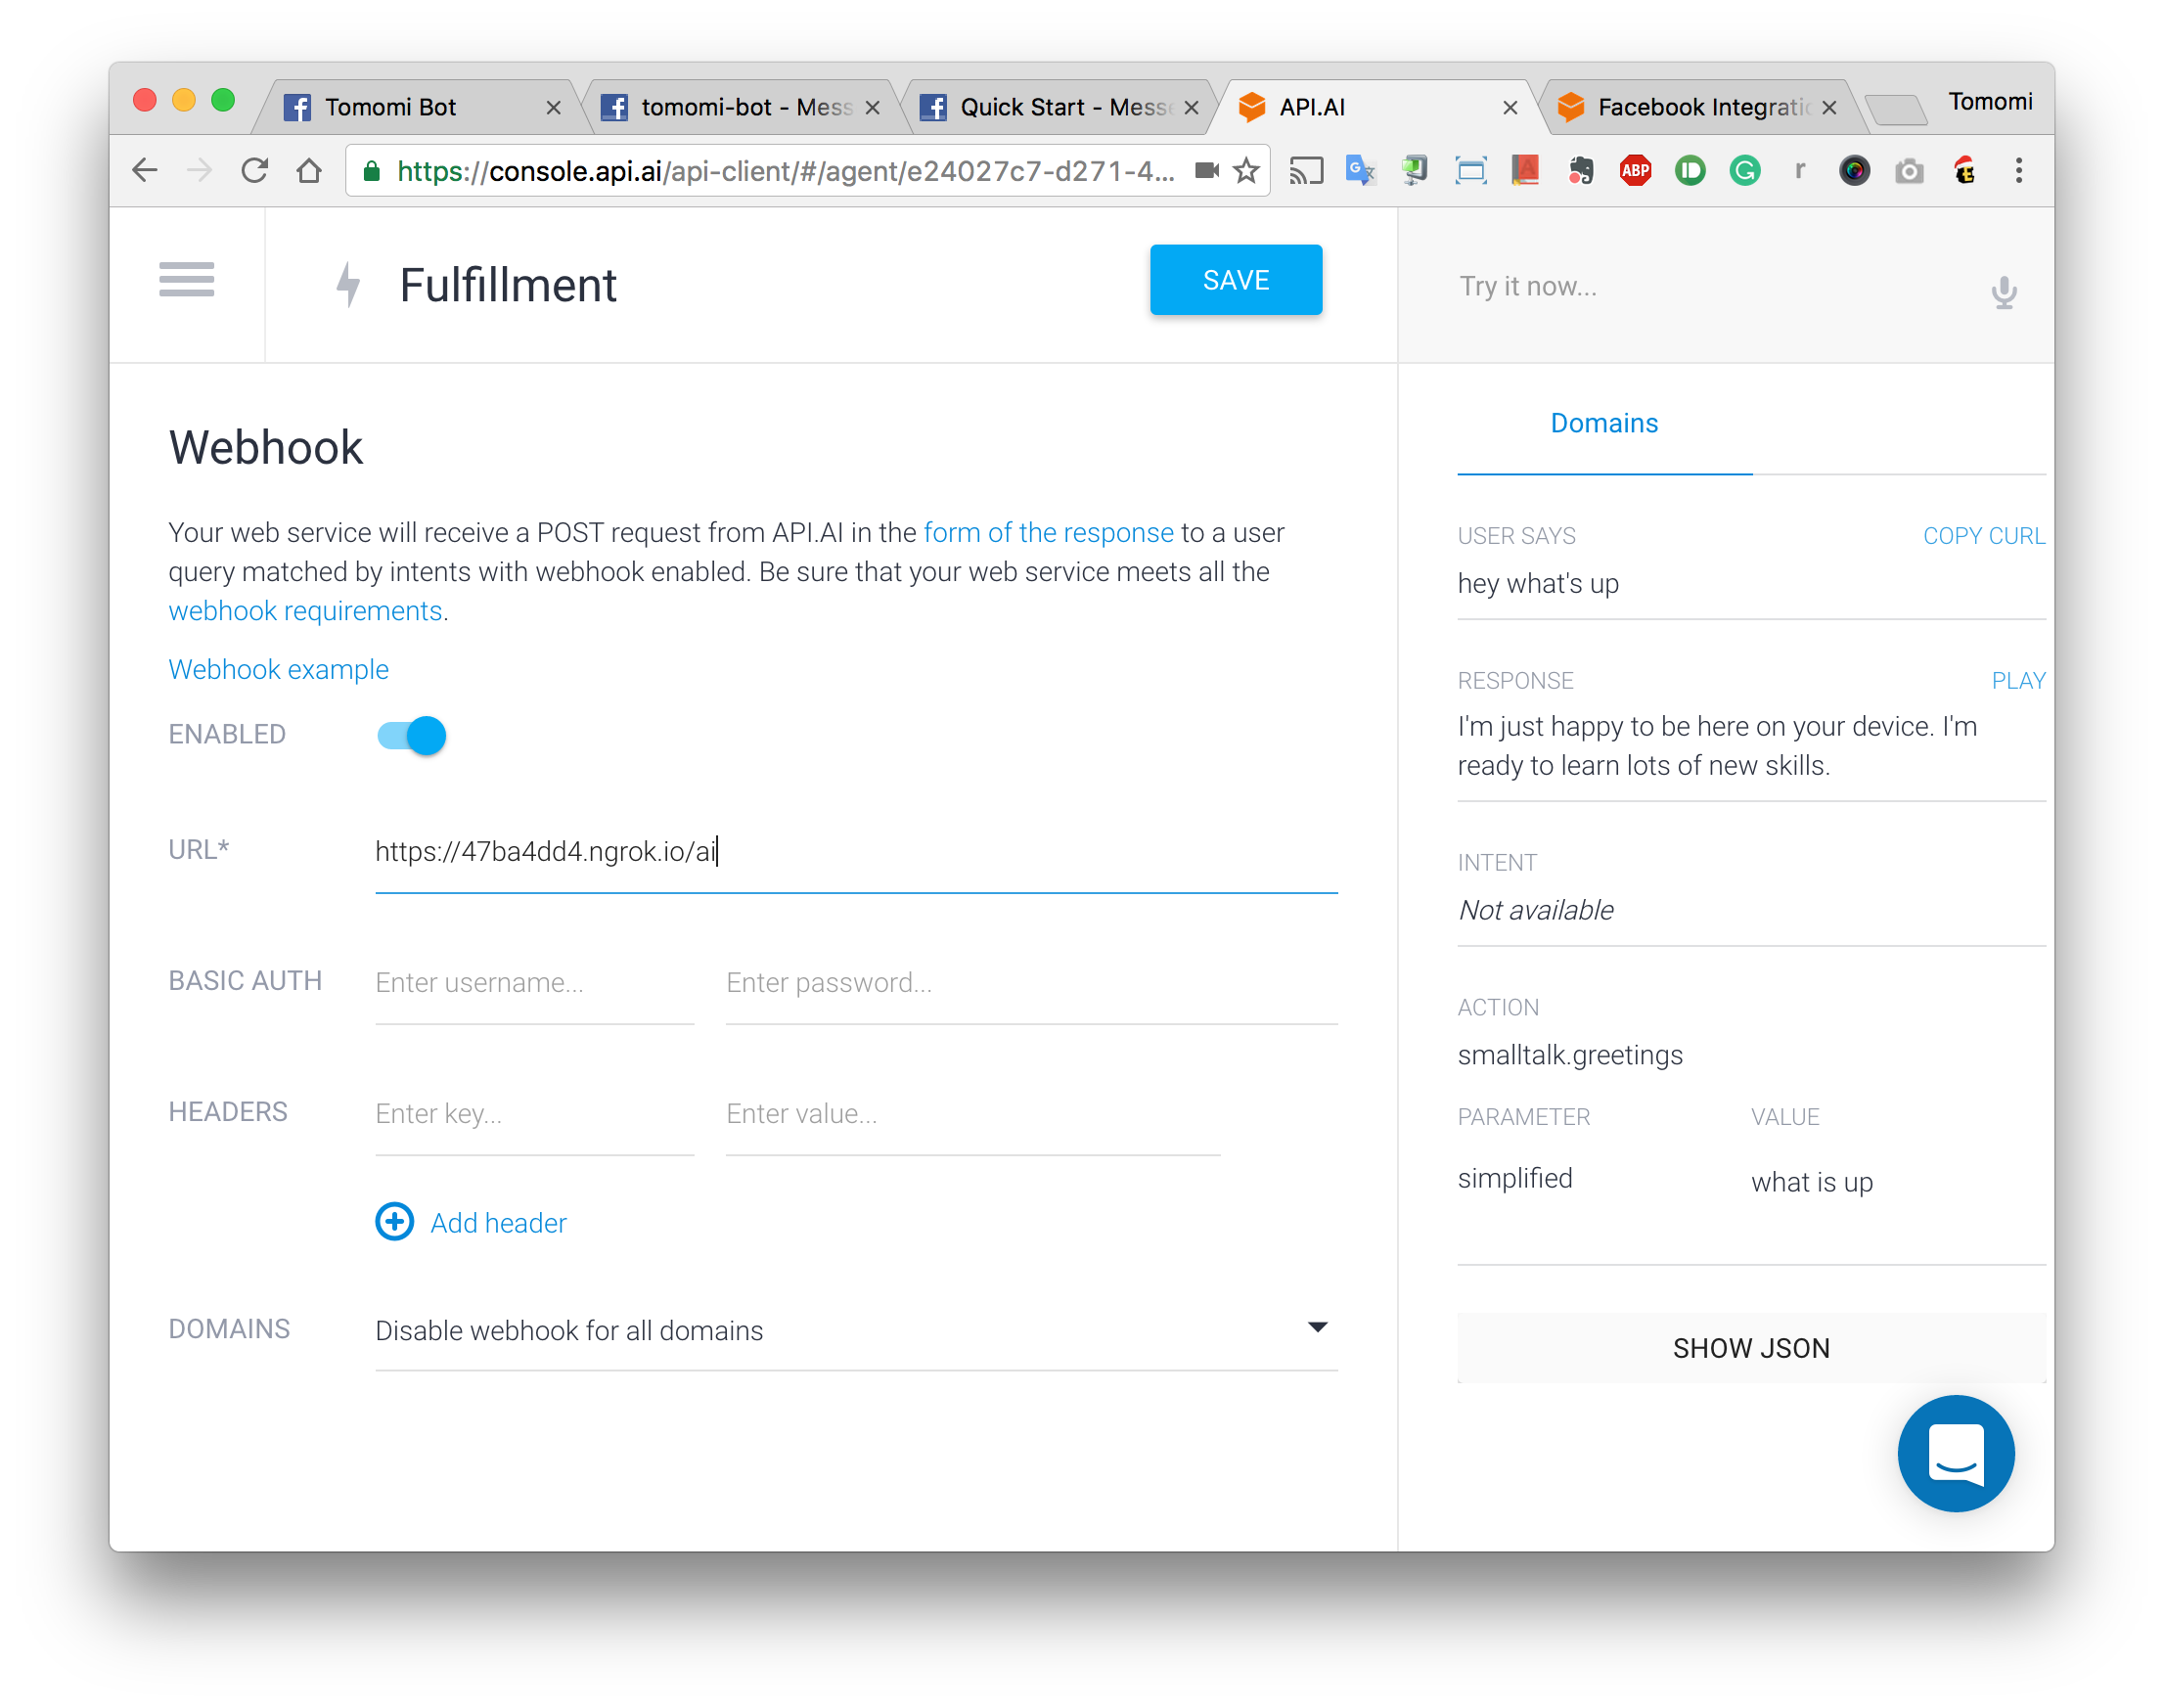 Tomomi Bot
tomomi-bot - Mess
Quick Start - Messe
API.AI
Facebook Integratio
Tomomi
https://console.api.ai/api-client/#/agent/e24027c7-d271-4...
ABP
Fulfillment
SAVE
Try it now...
Webhook
Your web service will receive a POST request from API.AI in the form of the response to a user
query matched by intents with webhook enabled. Be sure that your web service meets all the
webhook requirements.
Webhook example
ENABLED
URL*
https://47ba4dd4.ngrok.io/ai
BASIC AUTH
Enter username...
Enter password...
HEADERS
Enter key...
Enter value...
Add header
DOMAINS
Disable webhook for all domains
Domains
USER SAYS
COPY CURL
hey what's up
RESPONSE
PLAY
I'm just happy to be here on your device. I'm
ready to learn lots of new skills.
INTENT
Not available
ACTION
smalltalk.greetings
PARAMETER
VALUE
simplified
what is up
SHOW JSON